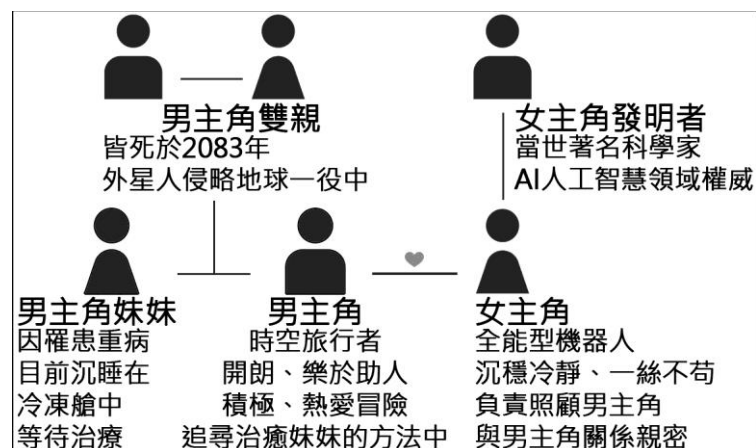 男主角雙親
皆死於2083年
外星人侵略地球一役中
女主角發明者
當世著名科學家
AI人工智慧領域權威
男主角妹妹
因罹患重病
目前沉睡在
冷凍艙中
等待治療
男主角
時空旅行者
開朗、樂於助人
積極、熱愛冒險
追尋治癒妹妹的方法中
女主角
全能型機器人
沉穩冷靜、一絲不苟
負責照顧男主角
與男主角關係親密